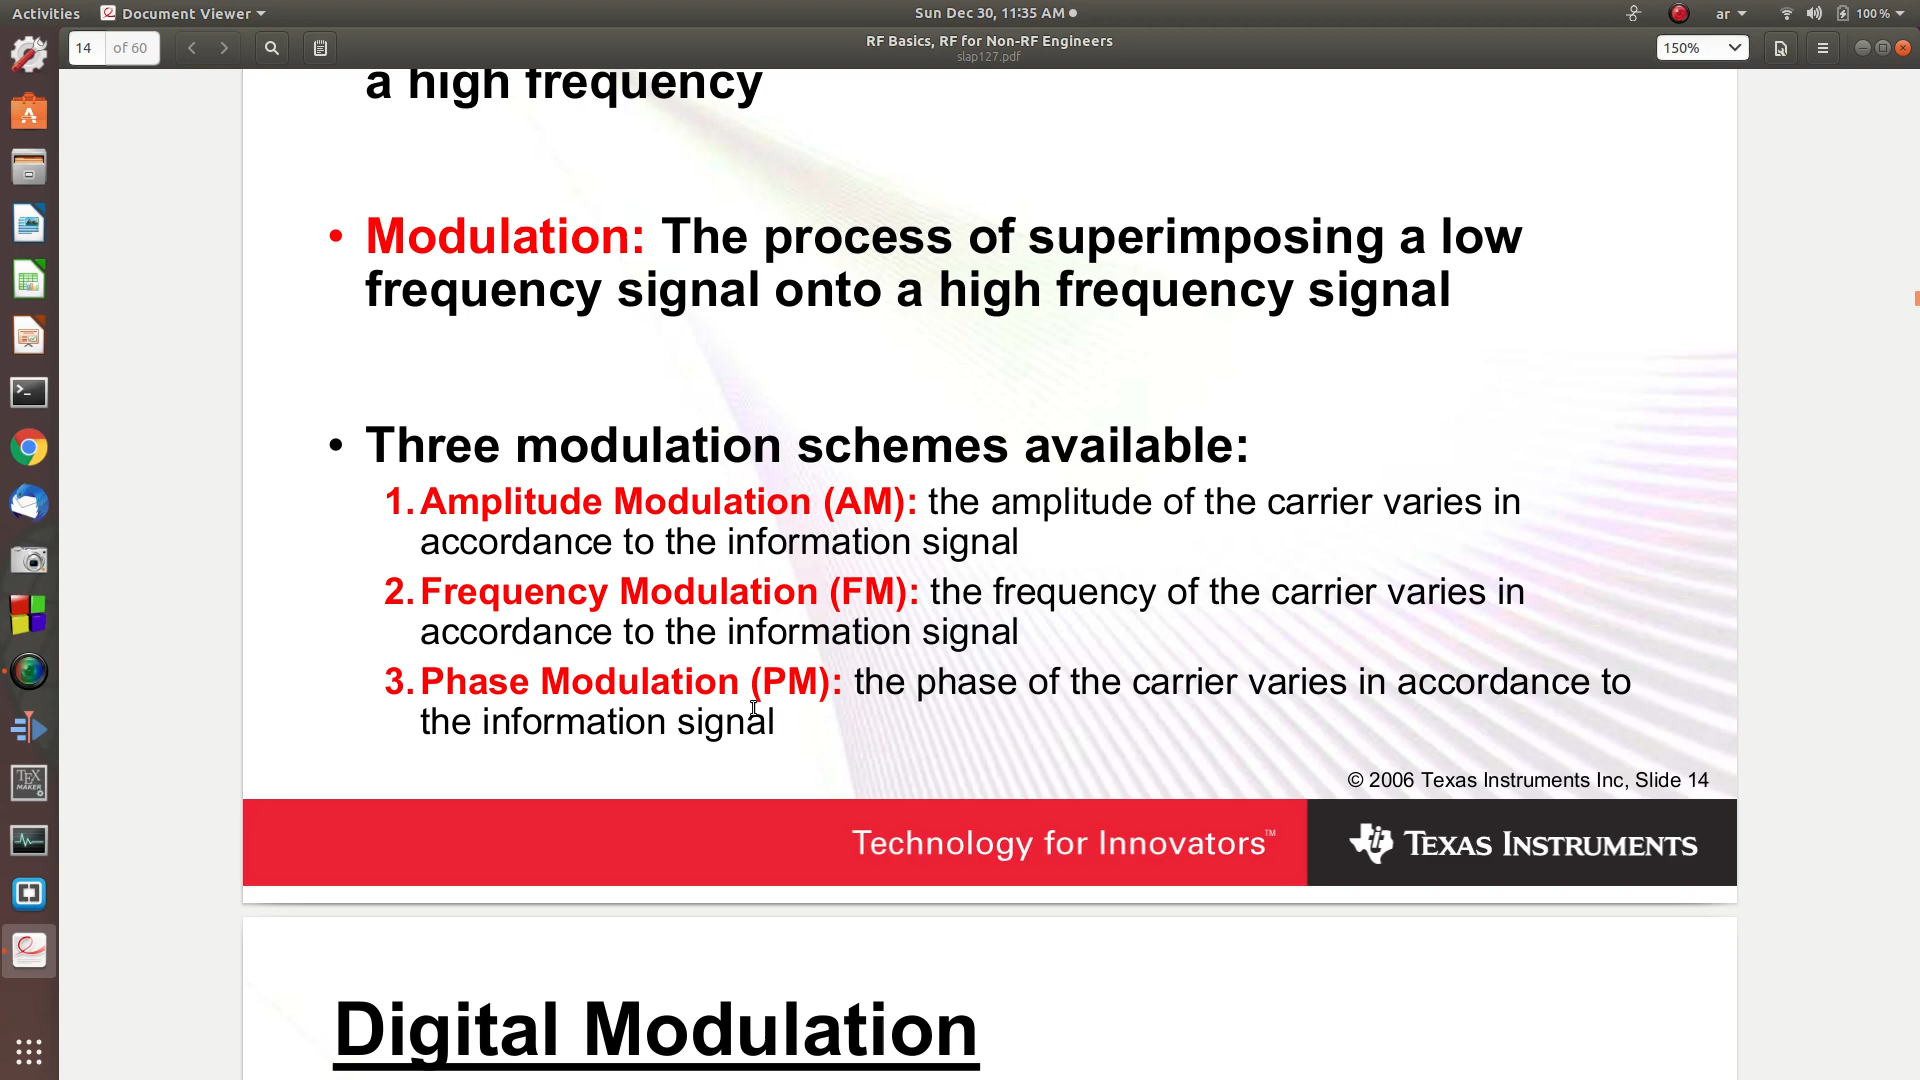 Activities
Document Viewer
Sun Dec 30, 11:35 AM
ar
100 %
14 of 60
RF Basics, RF for Non-RF Engineers
slap127.pdf
150%
a high frequency
• Modulation: The process of superimposing a low
frequency signal onto a high frequency signal
• Three modulation schemes available:
1. Amplitude Modulation (AM): the amplitude of the carrier varies in
accordance to the information signal
2. Frequency Modulation (FM): the frequency of the carrier varies in
accordance to the information signal
3. Phase Modulation (PM): the phase of the carrier varies in accordance to
the information signal
© 2006 Texas Instruments Inc, Slide 14
Technology for Innovators™
TEXAS INSTRUMENTS
TEX
MAKER
Digital Modulation